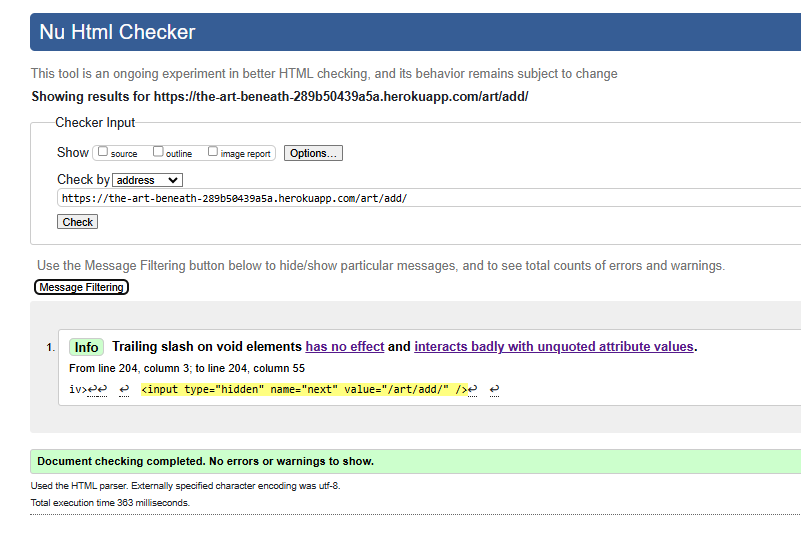 Nu Html Checker
This tool is an ongoing experiment in better HTML checking, and its behavior remains subject to change
Showing results for https://the-art-beneath-289b50439a5a.herokuapp.com/art/add/
Checker Input
Show source outline image report Options...
Check by address
https://the-art-beneath-289b50439a5a.herokuapp.com/art/add/
Check
Use the Message Filtering button below to hide/show particular messages, and to see total counts of errors and warnings.
Message Filtering
1. Info Trailing slash on void elements has no effect and interacts badly with unquoted attribute values.
From line 204, column 3; to line 204, column 55
iv>↩↩ ↩ <input type="hidden" name="next" value="/art/add/" />↩ ↩
Document checking completed. No errors or warnings to show.
Used the HTML parser. Externally specified character encoding was utf-8.
Total execution time 363 milliseconds.